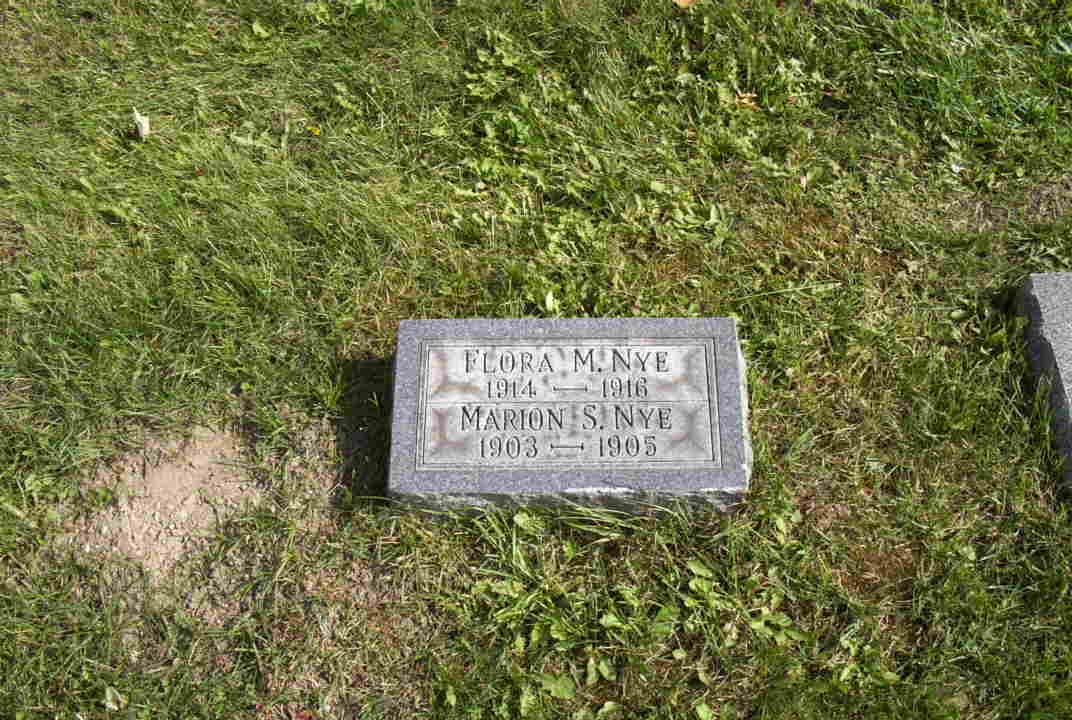 FLORA M. NYE
1914 — 1916
MARION S. NYE
1903 — 1905